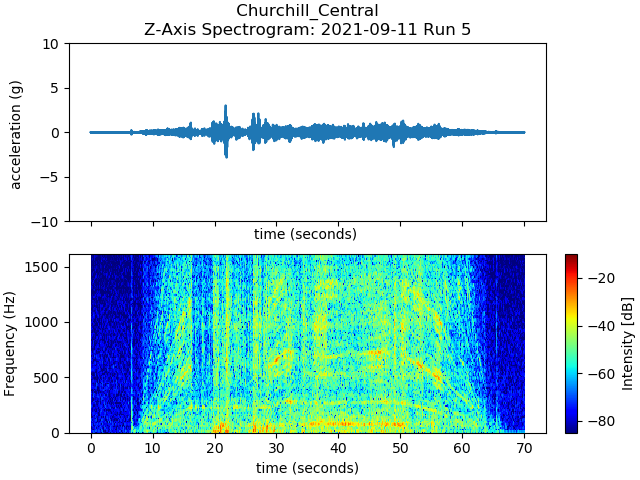 Churchill_Central
Z-Axis Spectrogram: 2021-09-11 Run 5
10
5
0
−5
−10
acceleration (g)
time (seconds)
1500
1000
500
0
Frequency (Hz)
0 10 20 30 40 50 60 70
time (seconds)
−20
−40
−60
−80
Intensity [dB]